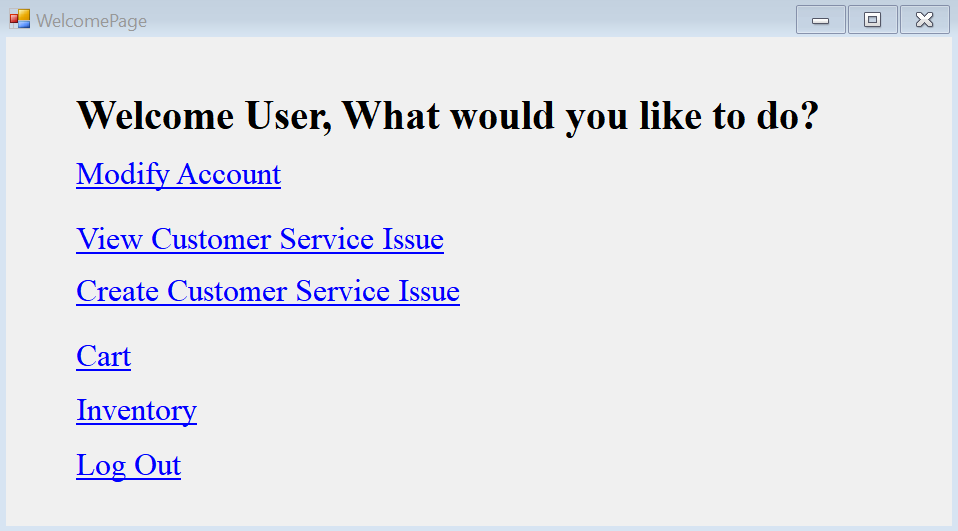 WelcomePage
Welcome User, What would you like to do?
Modify Account
View Customer Service Issue
Create Customer Service Issue
Cart
Inventory
Log Out